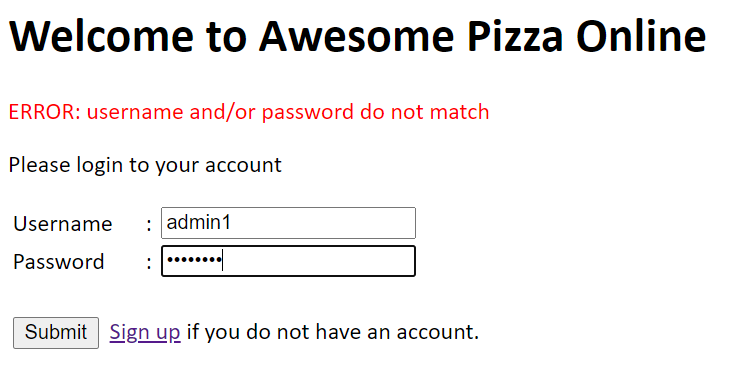 Welcome to Awesome Pizza Online
ERROR: username and/or password do not match
Please login to your account
Username : admin1
Password : ••••••••
Submit Sign up if you do not have an account.